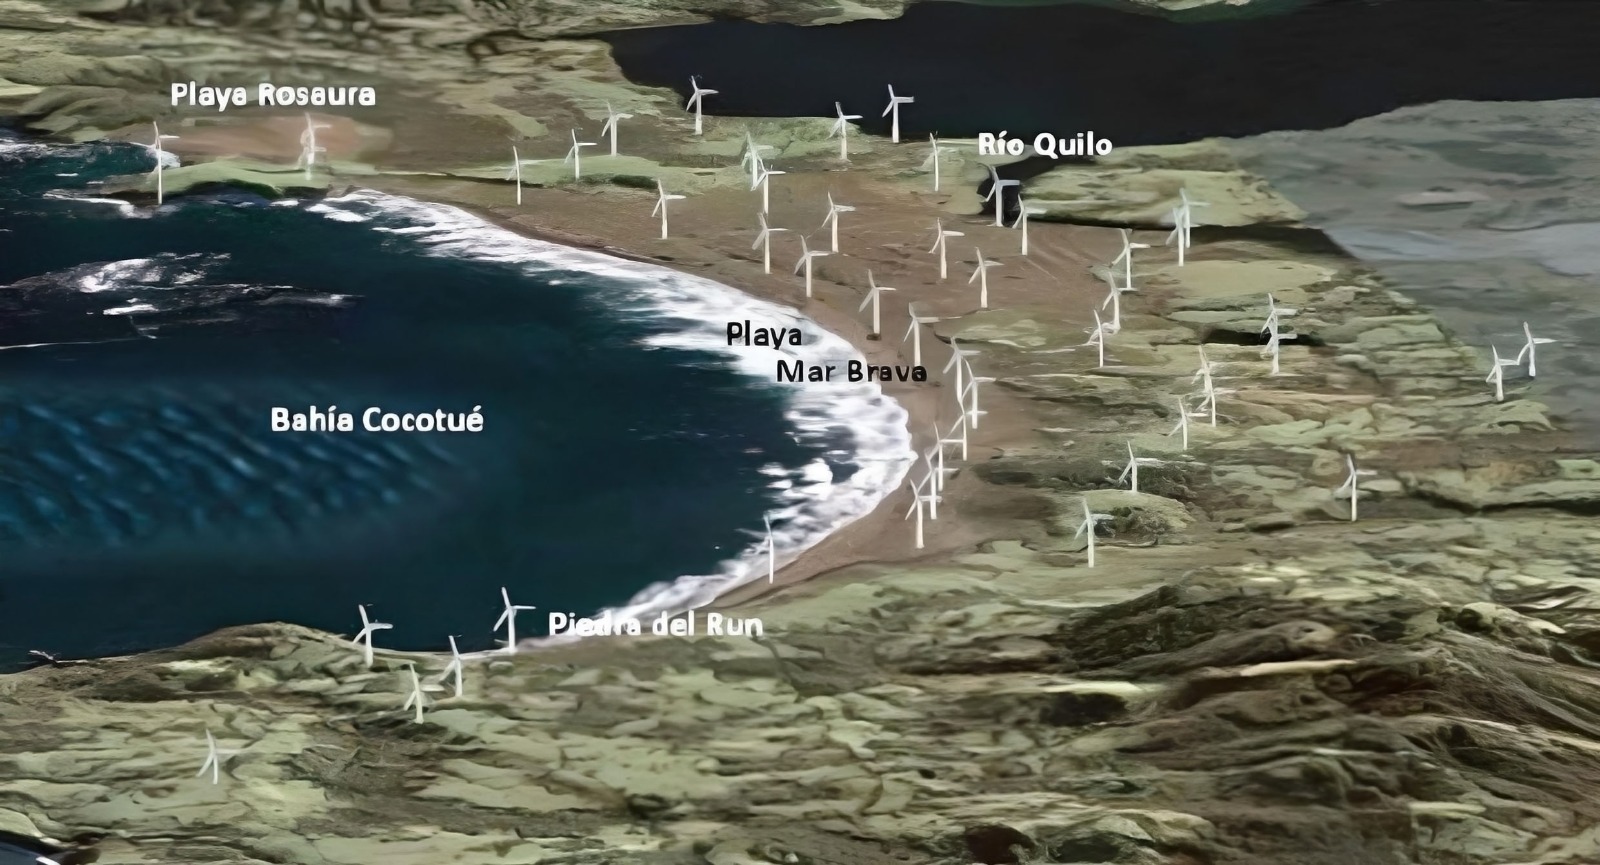 Playa Rosaura
Río Quilo
Playa
Mar Brava
Bahía Cocotué
Piedra del Run